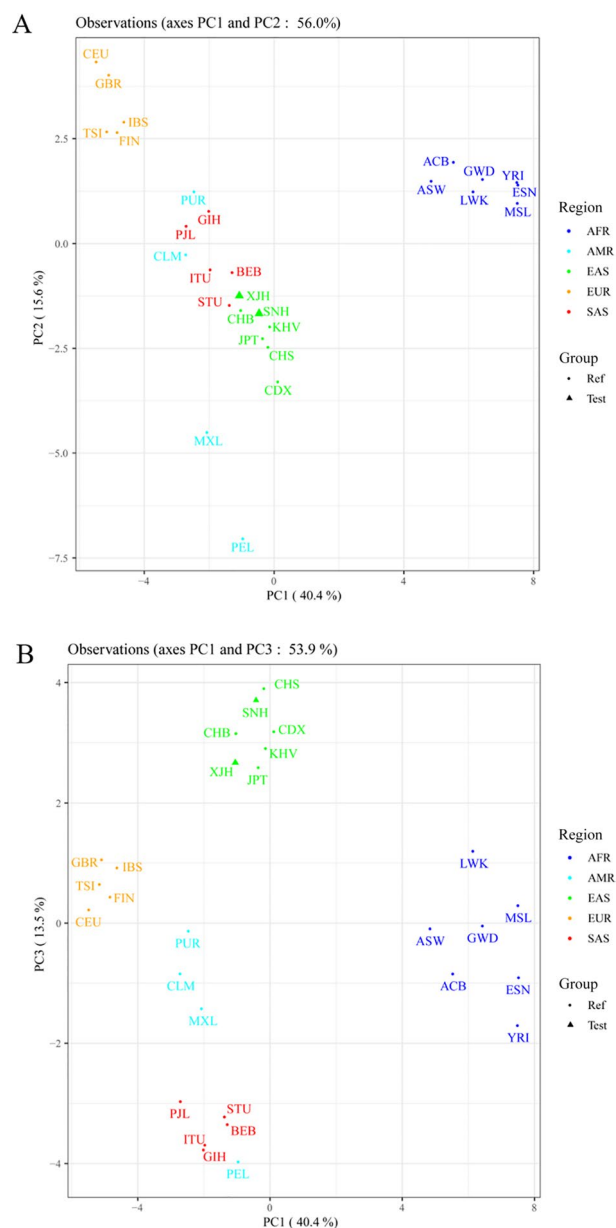 A
Observations (axes PC1 and PC2 : 56.0%)
CEU
GBR
IBS
TSI
FIN
PUR
GIH
PJL
CLM
ITU
BEB
XJH
STU
CHB
SNH
KHV
JPT
CHS
CDX
MXL
PEL
ACB
GWD
YRI
ASW
LWK
ESN
MSL
2.5
0.0
−2.5
−5.0
−7.5
PC2 ( 15.6 %)
−4
0
4
8
PC1 ( 40.4 %)
Region
AFR
AMR
EAS
EUR
SAS
Group
Ref
Test
B
Observations (axes PC1 and PC3 : 53.9 %)
CHS
SNH
CHB
CDX
KHV
XJH
JPT
GBR
IBS
TSI
FIN
CEU
PUR
CLM
MXL
LWK
MSL
ASW
GWD
ACB
ESN
YRI
PJL
STU
BEB
ITU
GIH
PEL
4
2
0
−2
−4
PC3 ( 13.5 %)
−4
0
4
8
PC1 ( 40.4 %)
Region
AFR
AMR
EAS
EUR
SAS
Group
Ref
Test